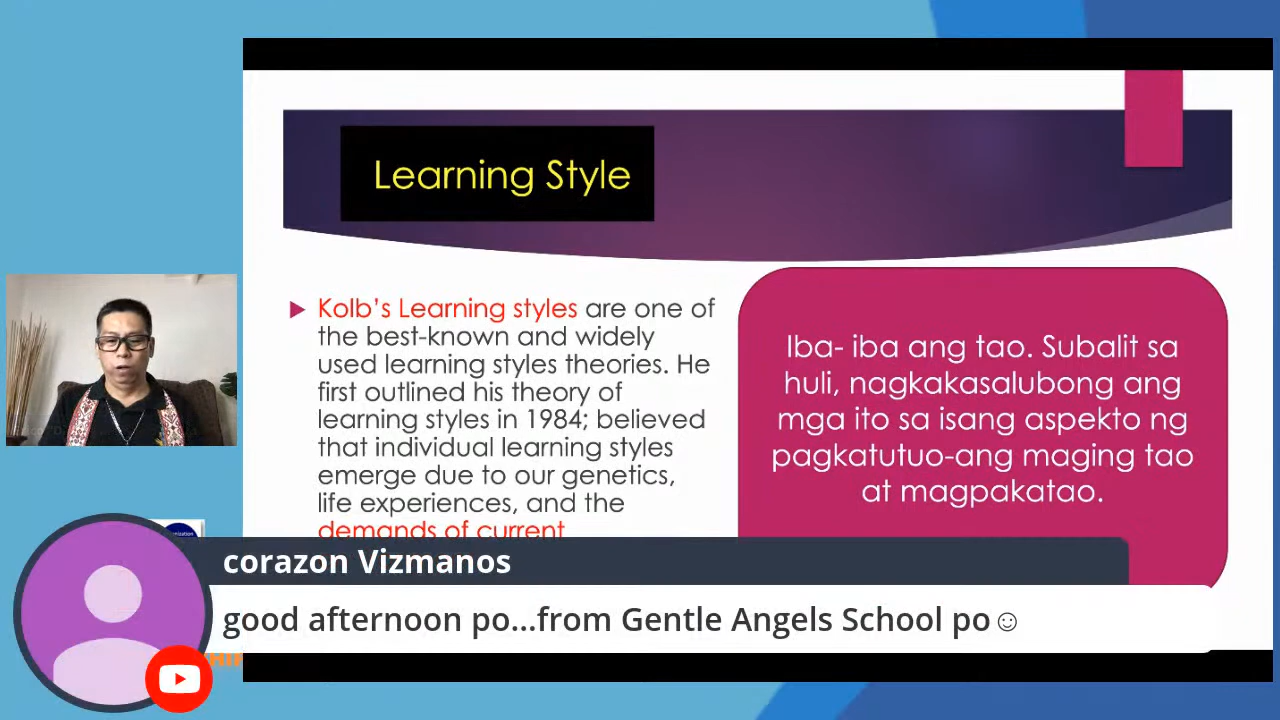 Learning Style
Kolb's Learning styles are one of
the best-known and widely
used learning styles theories. He
first outlined his theory of
learning styles in 1984; believed
that individual learning styles
emerge due to our genetics,
life experiences, and the
demands of current
Iba- iba ang tao. Subalit sa
huli, nagkakasalubong ang
mga ito sa isang aspekto ng
pagkatutuo-ang maging tao
at magpakatao.
corazon Vizmanos
good afternoon po...from Gentle Angels School po☺